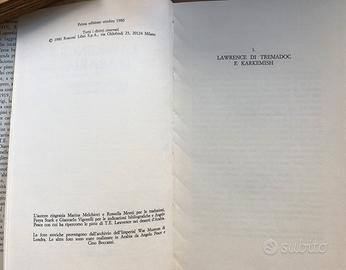 Prima edizione ottobre 1980
Tutti i diritti riservati
© 1980 Rusconi Libri S.p.A., via Oldofredi 23, 20124 Milano
L'autore ringrazia Marina Melchiorri e Rossella Monti per le traduzioni,
Freya Stark e Giancarlo Vigorelli per le indicazioni bibliografiche e Angelo
Pesce con cui ha ripercorso le piste di T.E. Lawrence nei deserti d'Arabia.
Le foto storiche provengono dall'archivio dell'Imperial War Museum di
Londra. Le altre foto sono state realizzate in Arabia da Angelo Pesce e
Gino Boccazzi.
1.
LAWRENCE DI TREMADOC
E KARKEMISH
subito